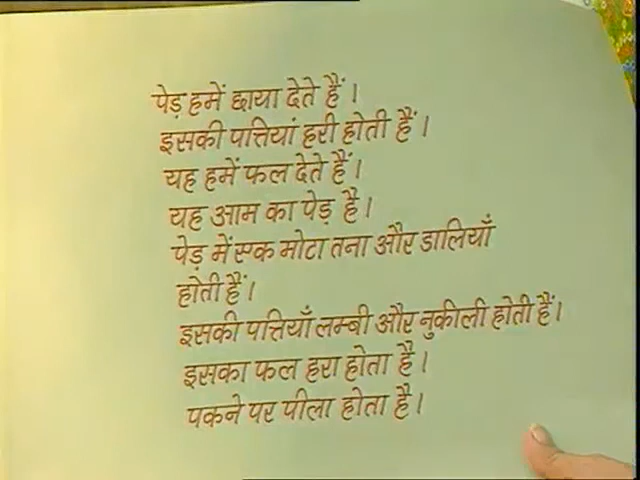 पेड़ हमें छाया देते हैं।
इसकी पत्तियां हरी होती हैं।
यह हमें फल देते हैं।
यह आम का पेड़ है।
पेड़ में एक मोटा तना और डालियाँ
होती हैं।
इसकी पत्तियाँ लम्बी और नुकीली होती हैं।
इसका फल हरा होता है।
पकने पर पीला होता है।